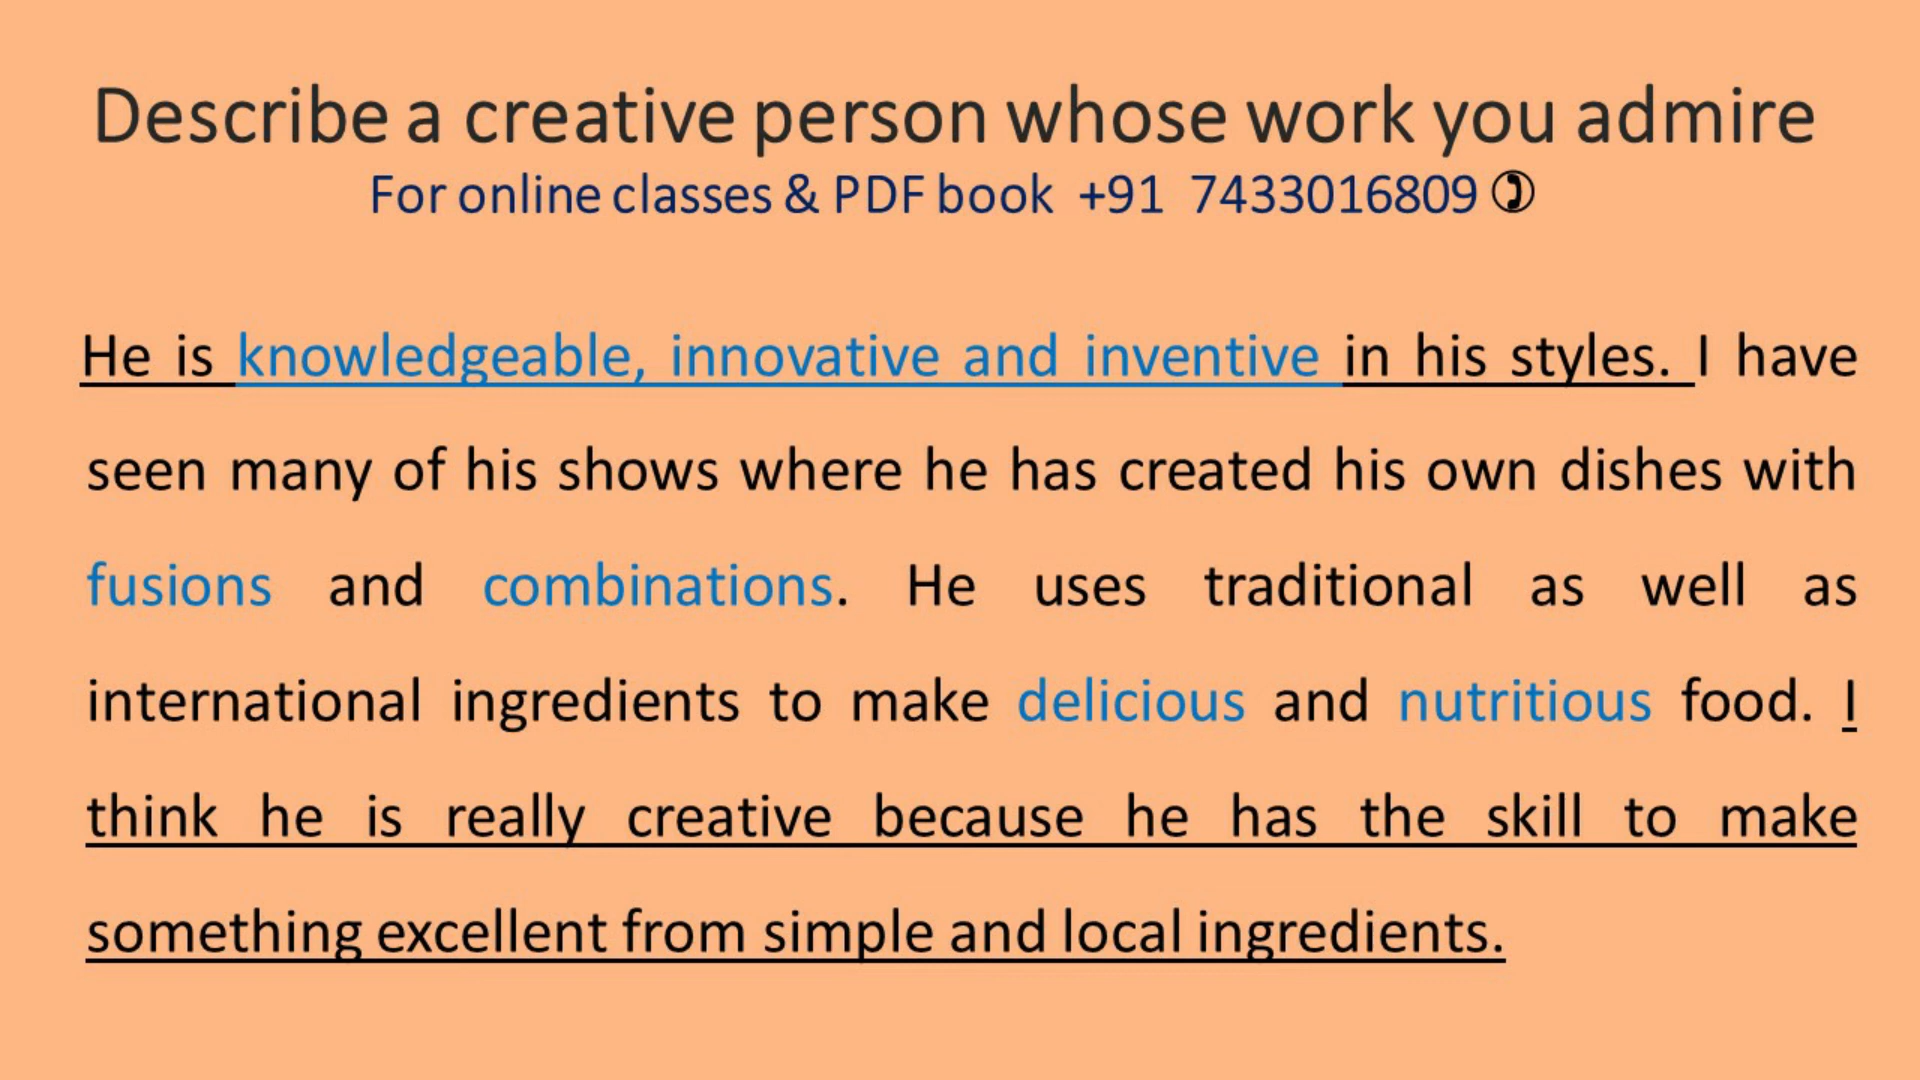 Describe a creative person whose work you admire
For online classes & PDF book +91 7433016809 ✆
He is knowledgeable, innovative and inventive in his styles. I have
seen many of his shows where he has created his own dishes with
fusions and combinations. He uses traditional as well as
international ingredients to make delicious and nutritious food. I
think he is really creative because he has the skill to make
something excellent from simple and local ingredients.